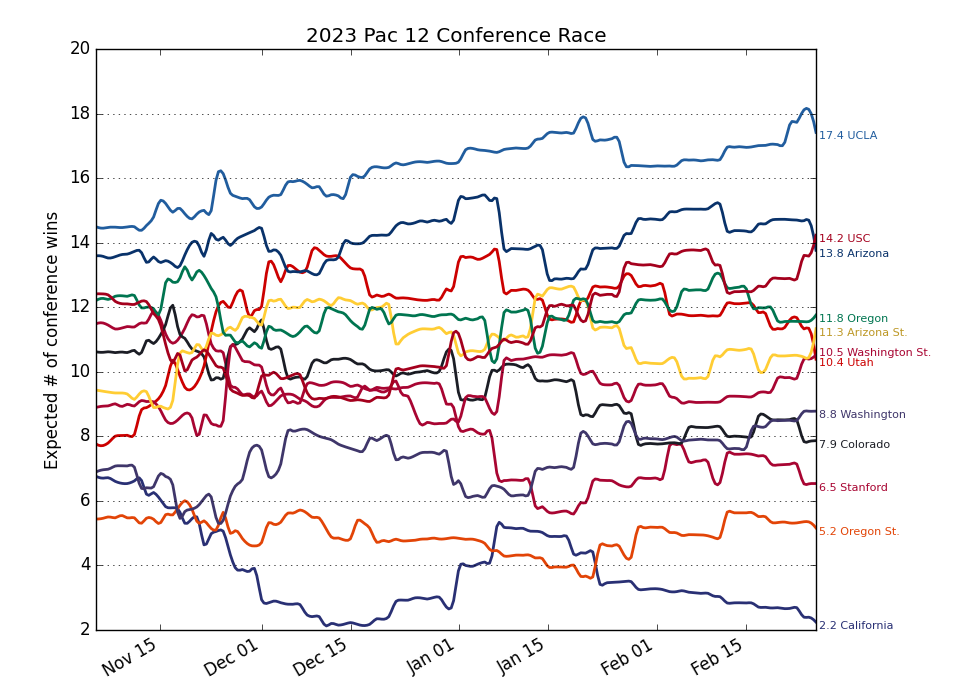 2023 Pac 12 Conference Race
Expected # of conference wins
20
18
16
14
12
10
8
6
4
2
Nov 15
Dec 01
Dec 15
Jan 01
Jan 15
Feb 01
Feb 15
17.4 UCLA
14.2 USC
13.8 Arizona
11.8 Oregon
11.3 Arizona St.
10.5 Washington St.
10.4 Utah
8.8 Washington
7.9 Colorado
6.5 Stanford
5.2 Oregon St.
2.2 California